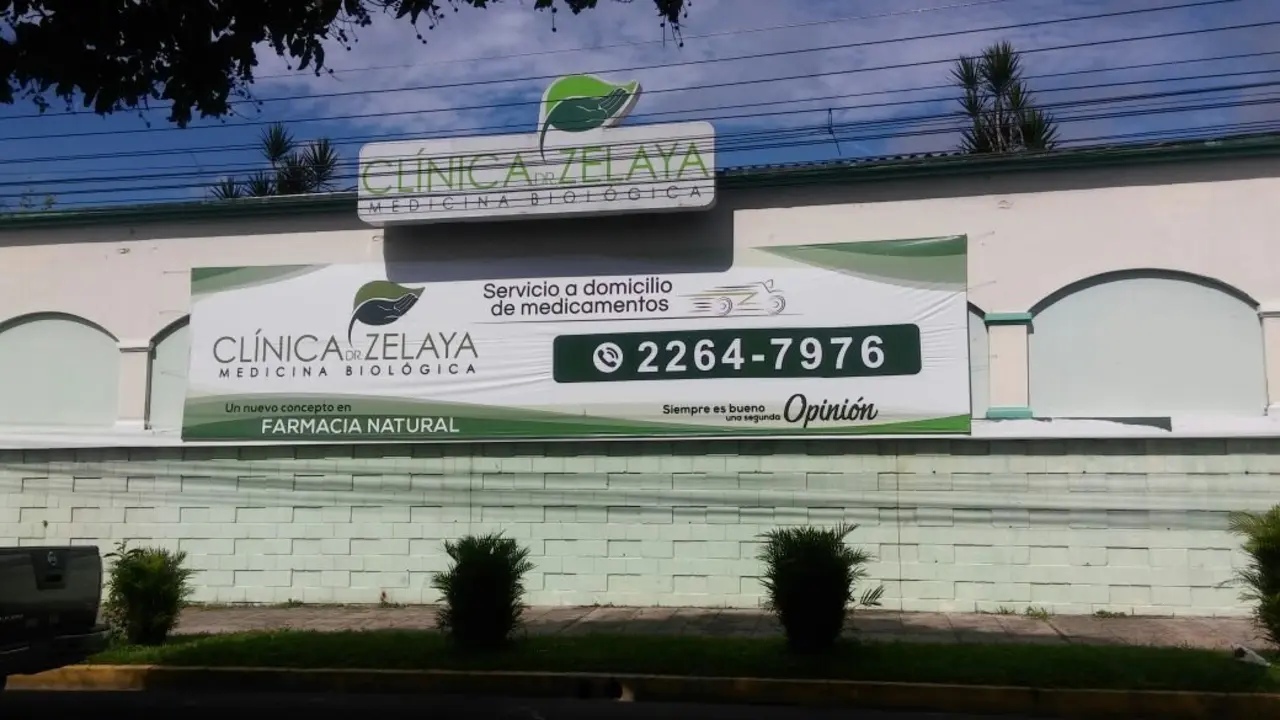 CLÍNICA DR. ZELAYA
MEDICINA BIOLÓGICA
Servicio a domicilio
de medicamentos
CLÍNICA DR. ZELAYA
MEDICINA BIOLÓGICA
2264-7976
Un nuevo concepto en
FARMACIA NATURAL
Siempre es bueno
una segunda Opinión